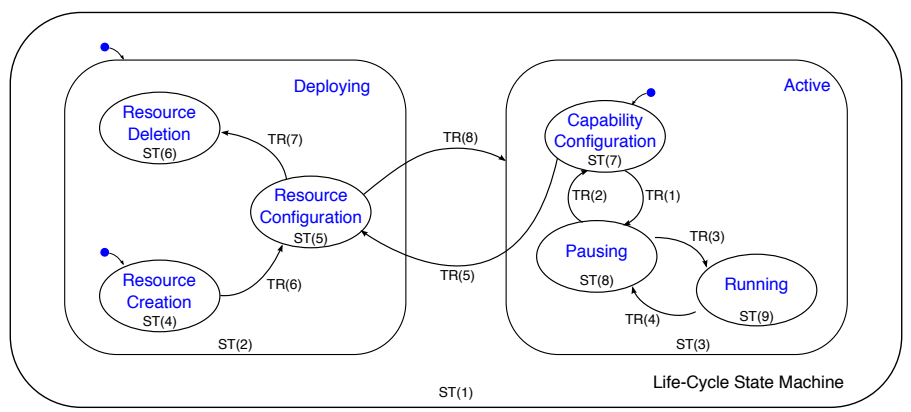 Deploying
Resource
Deletion
ST(6)
TR(7)
Resource
Configuration
ST(5)
Resource
Creation
ST(4)
TR(6)
ST(2)
TR(8)
TR(5)
Active
Capability
Configuration
ST(7)
TR(2)
TR(1)
Pausing
ST(8)
TR(3)
Running
ST(9)
TR(4)
ST(3)
Life-Cycle State Machine
ST(1)